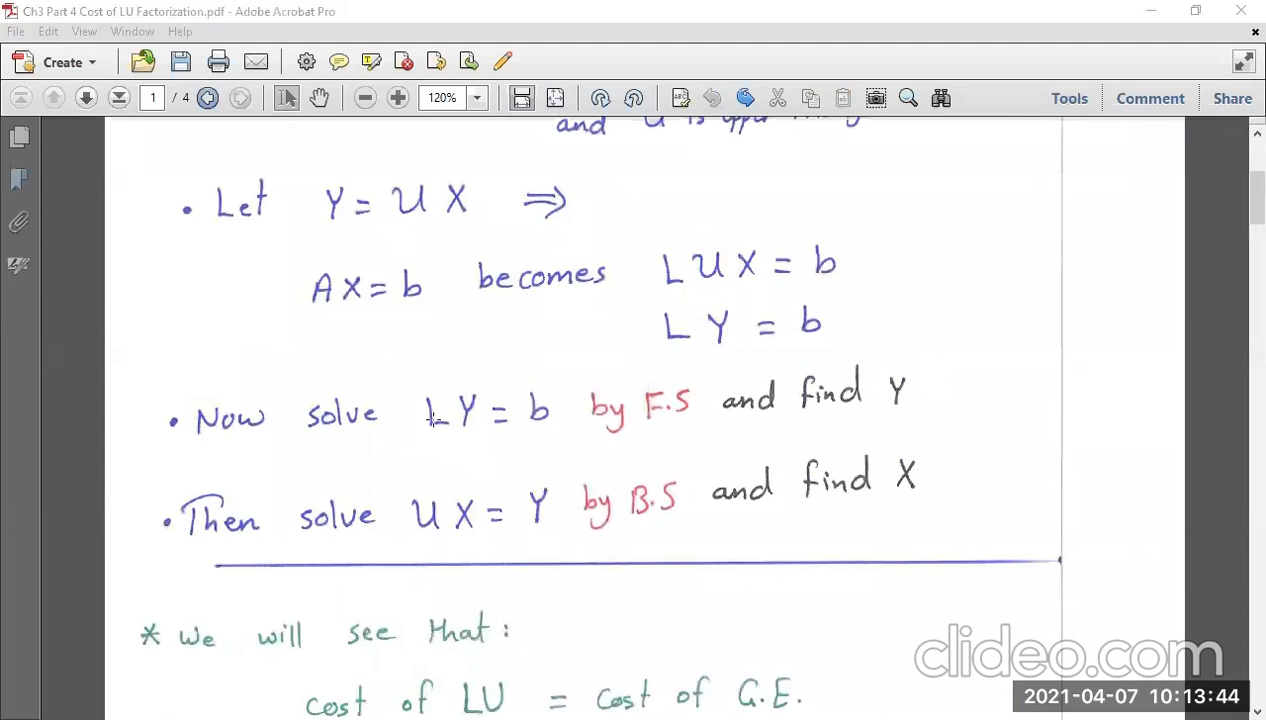 Ch3 Part 4 Cost of LU Factorization.pdf - Adobe Acrobat Pro
File Edit View Window Help
Create
1 / 4 120% Tools Comment Share
and U is upper
• Let Y = U X ⇒
A X = b becomes L U X = b
L Y = b
• Now solve L Y = b by F.S and find Y
• Then solve U X = Y by B.S and find X
* We will see that :
cost of LU = cost of G.E.
clideo.com
2021-04-07 10:13:44